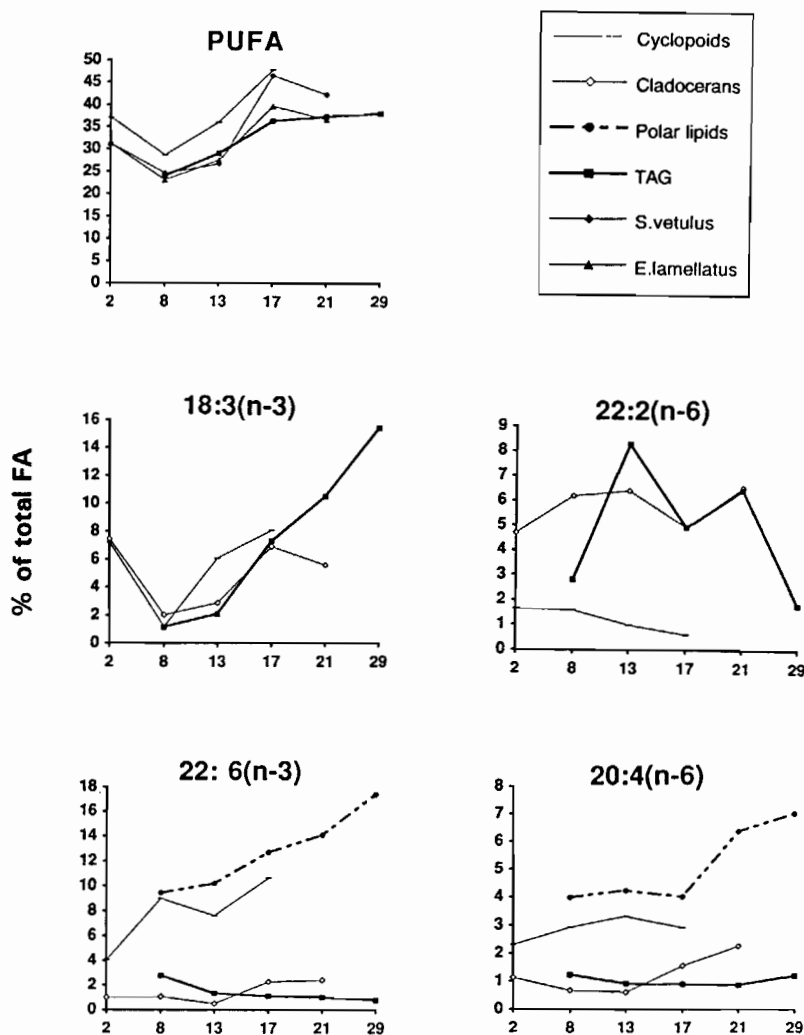 PUFA
50
45
40
35
30
25
20
15
10
5
0
2 8 13 17 21 29
Cyclopoids
Cladocerans
Polar lipids
TAG
S.vetulus
E.lamellatus
% of total FA
18:3(n-3)
16
14
12
10
8
6
4
2
0
2 8 13 17 21 29
22:2(n-6)
9
8
7
6
5
4
3
2
1
0
2 8 13 17 21 29
22: 6(n-3)
18
16
14
12
10
8
6
4
2
0
2 8 13 17 21 29
20:4(n-6)
8
7
6
5
4
3
2
1
0
2 8 13 17 21 29